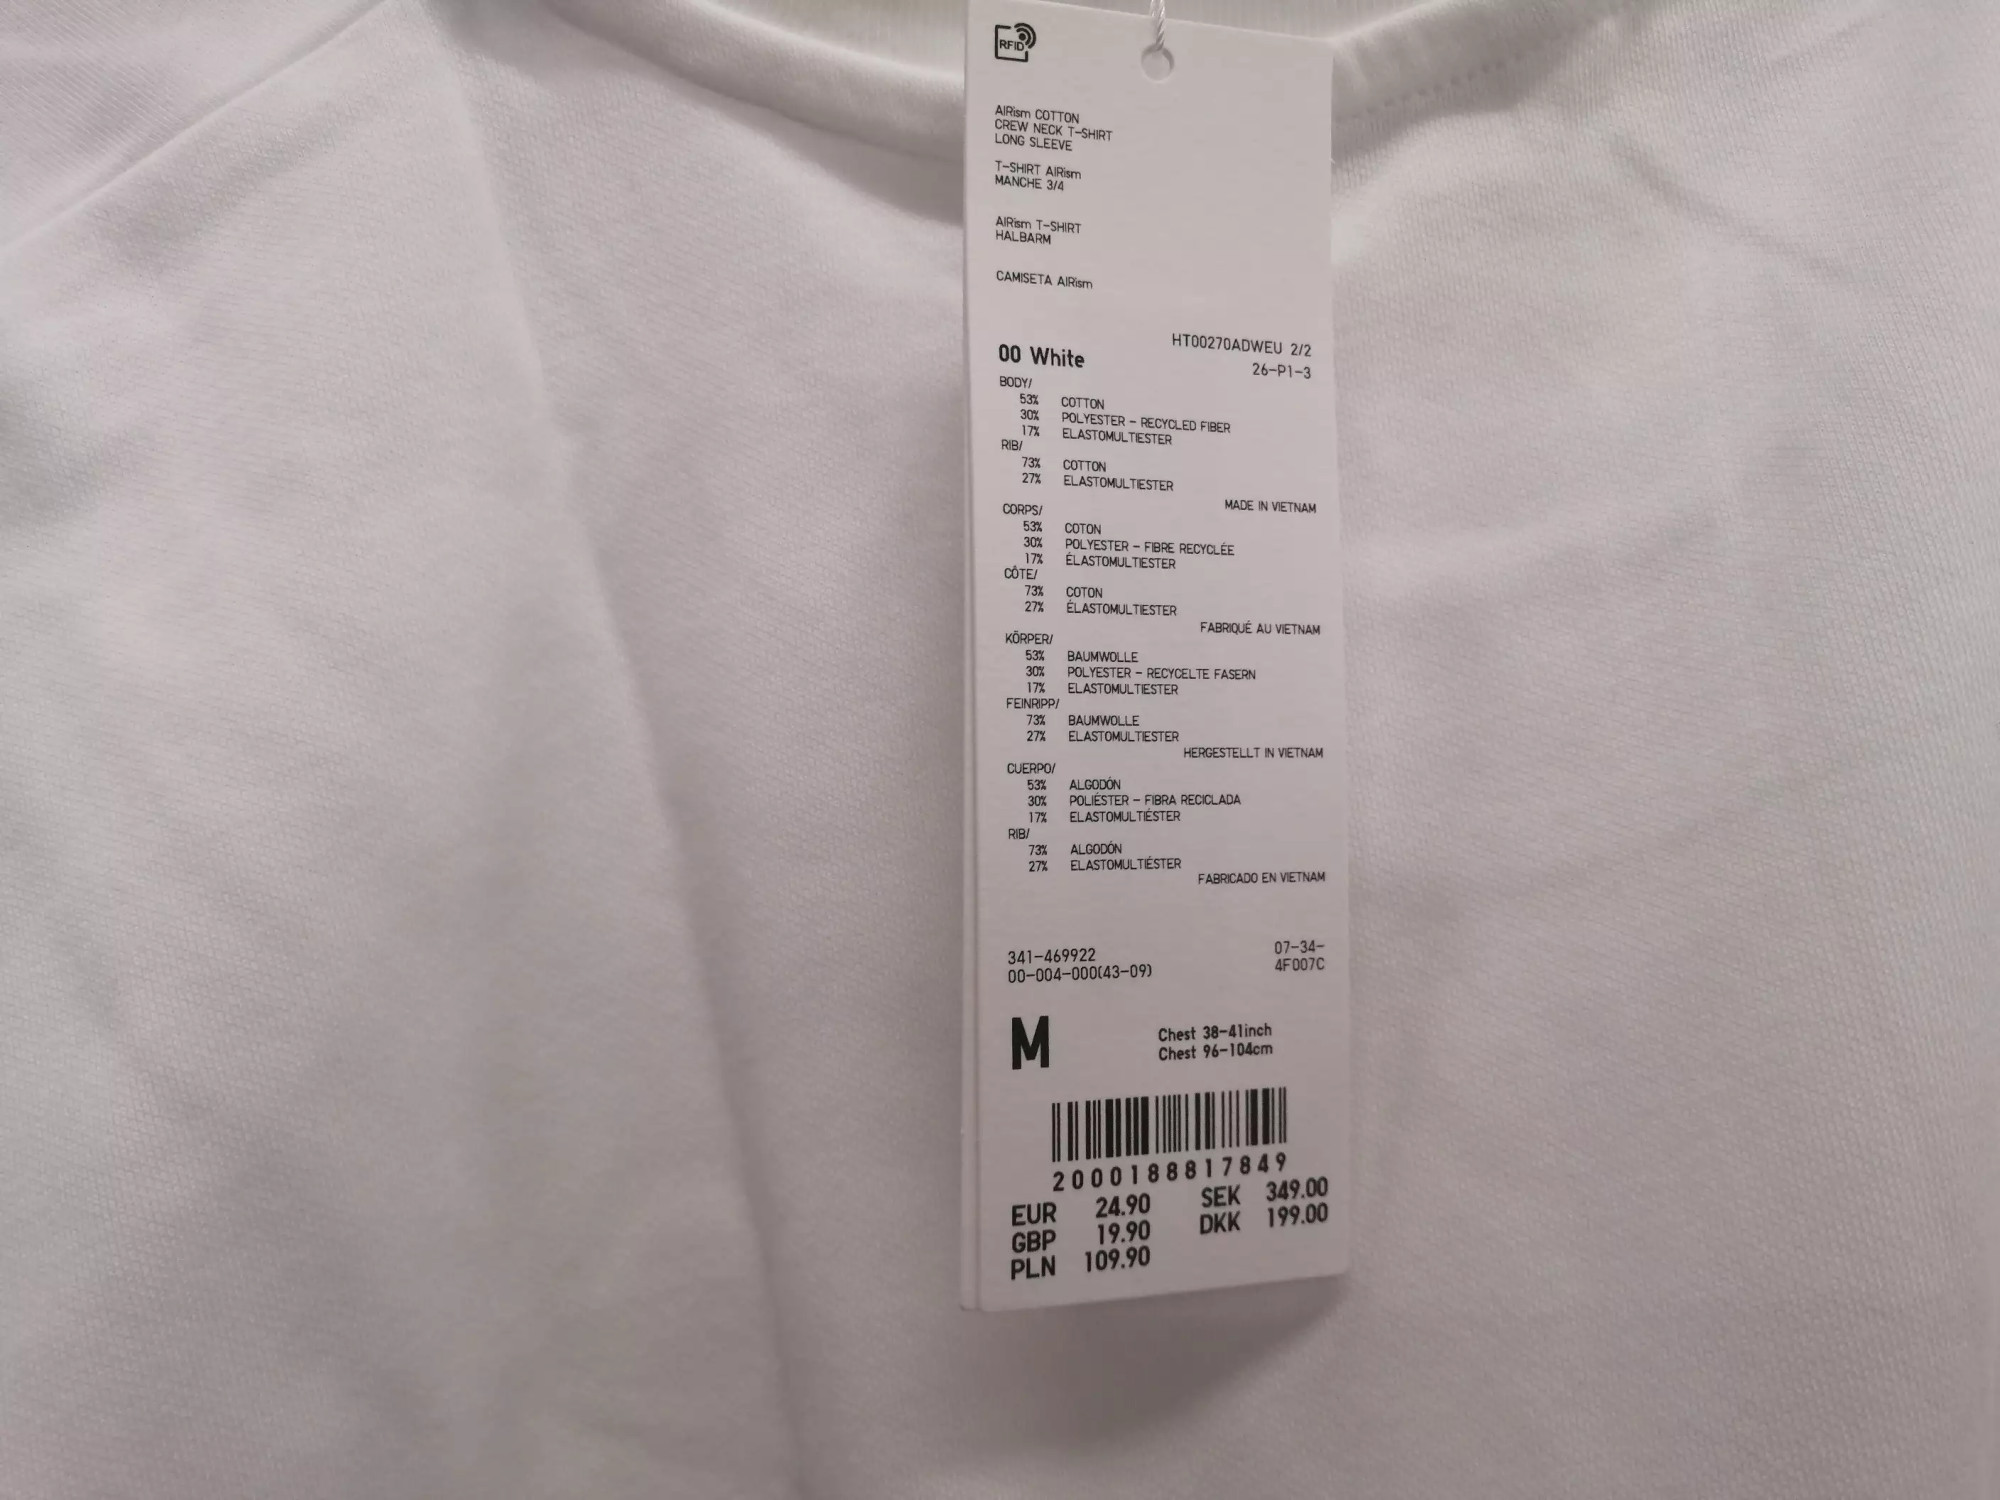 RFID
AIRism COTTON
CREW NECK T-SHIRT
LONG SLEEVE
T-SHIRT AIRism
MANCHE 3/4
AIRism T-SHIRT
HALBARM
CAMISETA AIRism
HT00270ADWEU 2/2
00 White
26-P1-3
BODY/
53% COTTON
30% POLYESTER - RECYCLED FIBER
17% ELASTOMULTIESTER
RIB/
73% COTTON
27% ELASTOMULTIESTER
MADE IN VIETNAM
CORPS/
53% COTON
30% POLYESTER - FIBRE RECYCLÉE
17% ÉLASTOMULTIESTER
CÔTE/
73% COTON
27% ÉLASTOMULTIESTER
FABRIQUÉ AU VIETNAM
KÖRPER/
53% BAUMWOLLE
30% POLYESTER - RECYCELTE FASERN
17% ELASTOMULTIESTER
FEINRIPP/
73% BAUMWOLLE
27% ELASTOMULTIESTER
HERGESTELLT IN VIETNAM
CUERPO/
53% ALGODÓN
30% POLIÉSTER - FIBRA RECICLADA
17% ELASTOMULTIÉSTER
RIB/
73% ALGODÓN
27% ELASTOMULTIÉSTER
FABRICADO EN VIETNAM
341-469922 07-34-
00-004-000(43-09) 4F007C
M
Chest 38-41inch
Chest 96-104cm
2000188817849
EUR 24.90 SEK 349.00
GBP 19.90 DKK 199.00
PLN 109.90